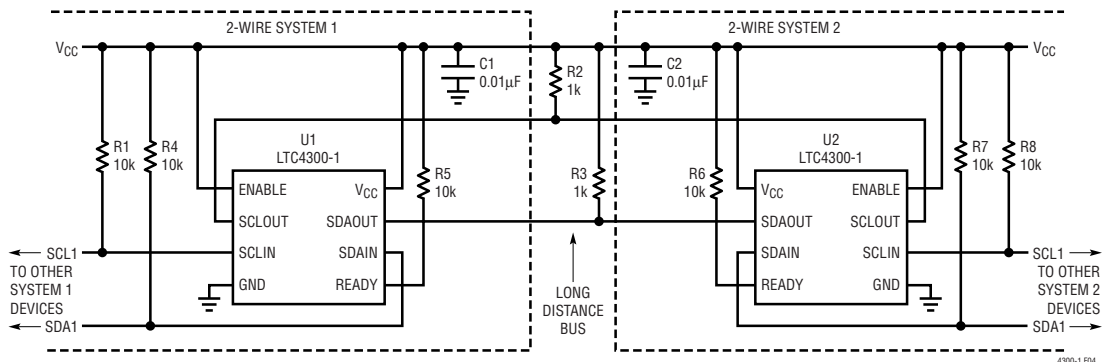 2-WIRE SYSTEM 1
2-WIRE SYSTEM 2
VCC
VCC
C1
0.01µF
R2
1k
C2
0.01µF
R1
10k
R4
10k
U1
LTC4300-1
R5
10k
R3
1k
R6
10k
U2
LTC4300-1
R7
10k
R8
10k
ENABLE
VCC
SCLOUT
SDAOUT
SCLIN
SDAIN
GND
READY
VCC
ENABLE
SDAOUT
SCLOUT
SDAIN
SCLIN
READY
GND
SCL1
TO OTHER
SYSTEM 1
DEVICES
SDA1
LONG
DISTANCE
BUS
SCL1
TO OTHER
SYSTEM 2
DEVICES
SDA1
4300-1 F04